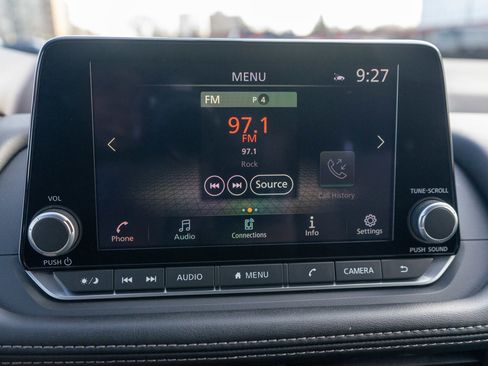 MENU
9:27
FM P 4
97.1
FM
97.1
Rock
Source
Call History
VOL
TUNE·SCROLL
PUSH
PUSH SOUND
Phone
Audio
Connections
Info
Settings
AUDIO
MENU
CAMERA